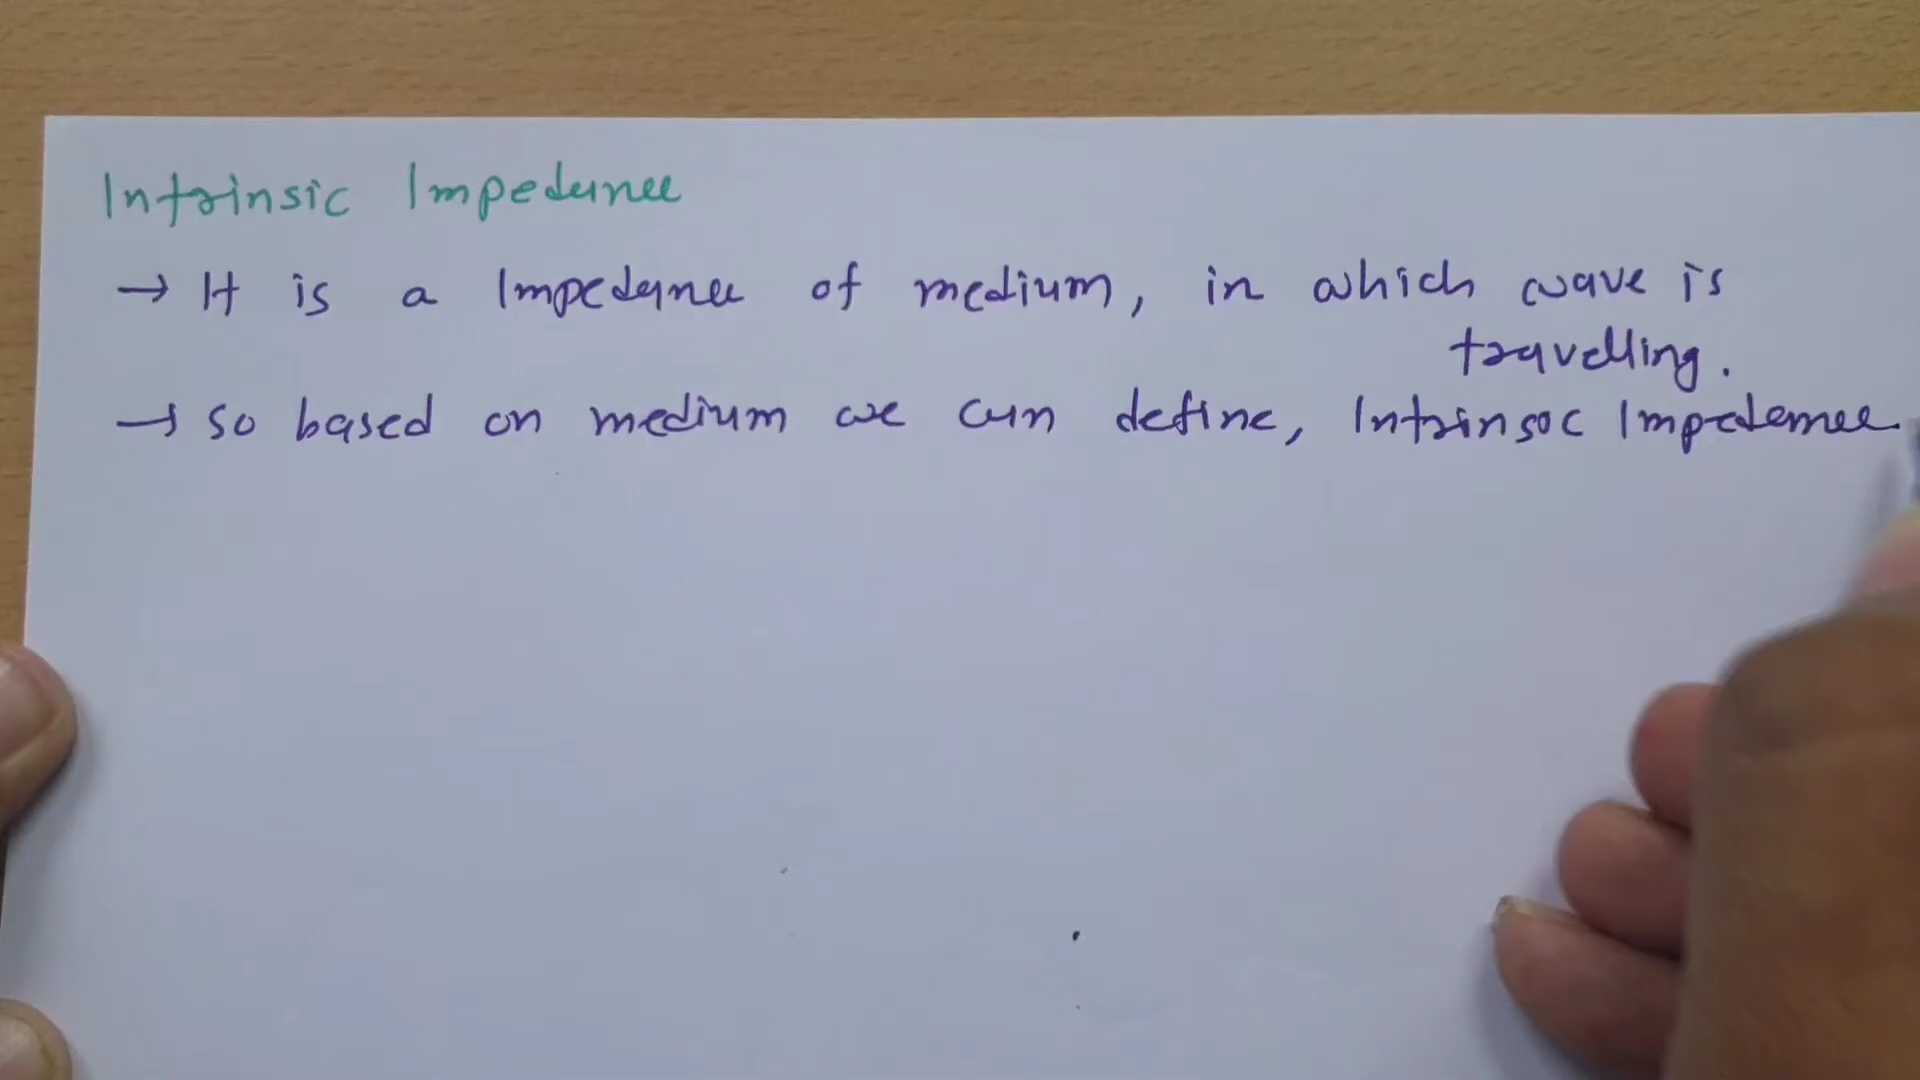 Intrinsic Impedance
→ It is a Impedance of medium, in which wave is
travelling.
→ so based on medium we can define, Intrinsoc Impedance.